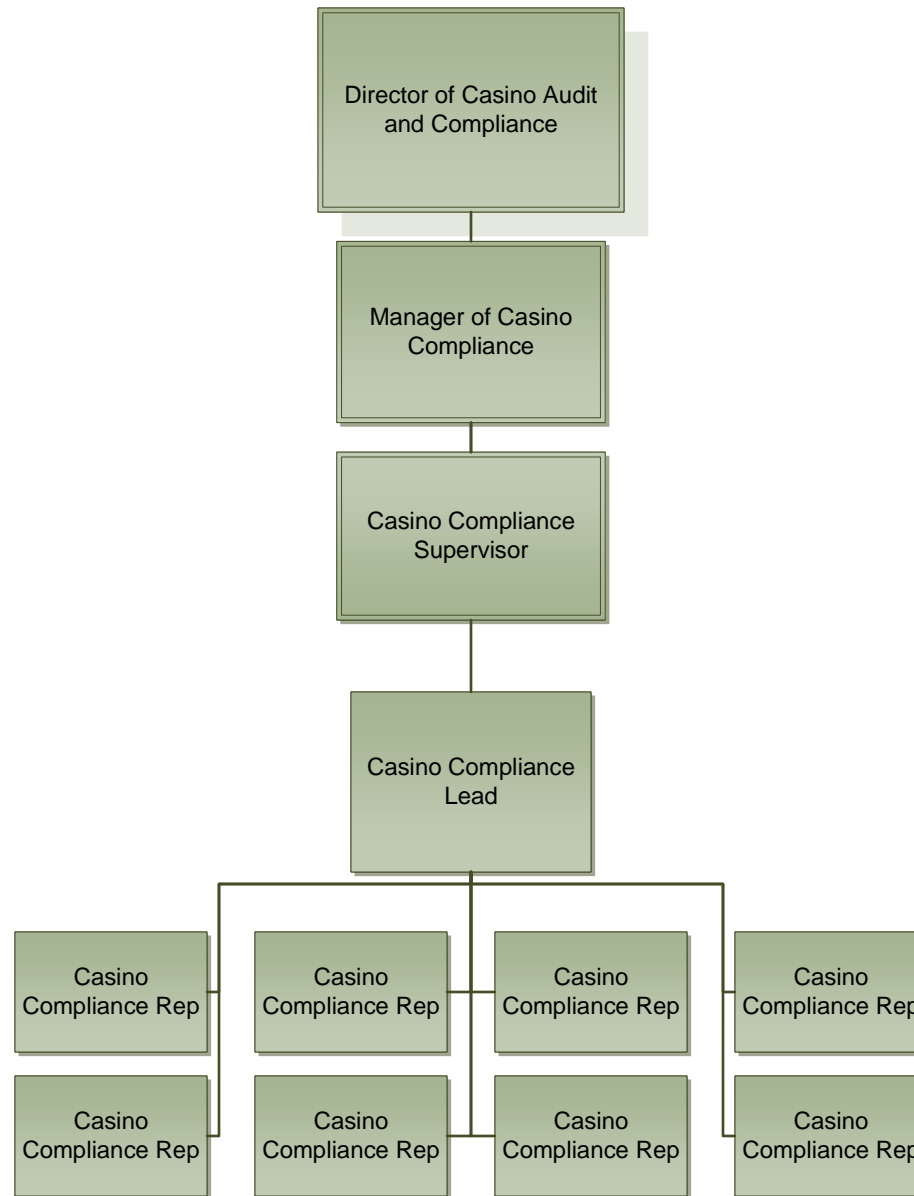 Director of Casino Audit
and Compliance
Manager of Casino
Compliance
Casino Compliance
Supervisor
Casino Compliance
Lead
Casino
Compliance Rep
Casino
Compliance Rep
Casino
Compliance Rep
Casino
Compliance Rep
Casino
Compliance Rep
Casino
Compliance Rep
Casino
Compliance Rep
Casino
Compliance Rep